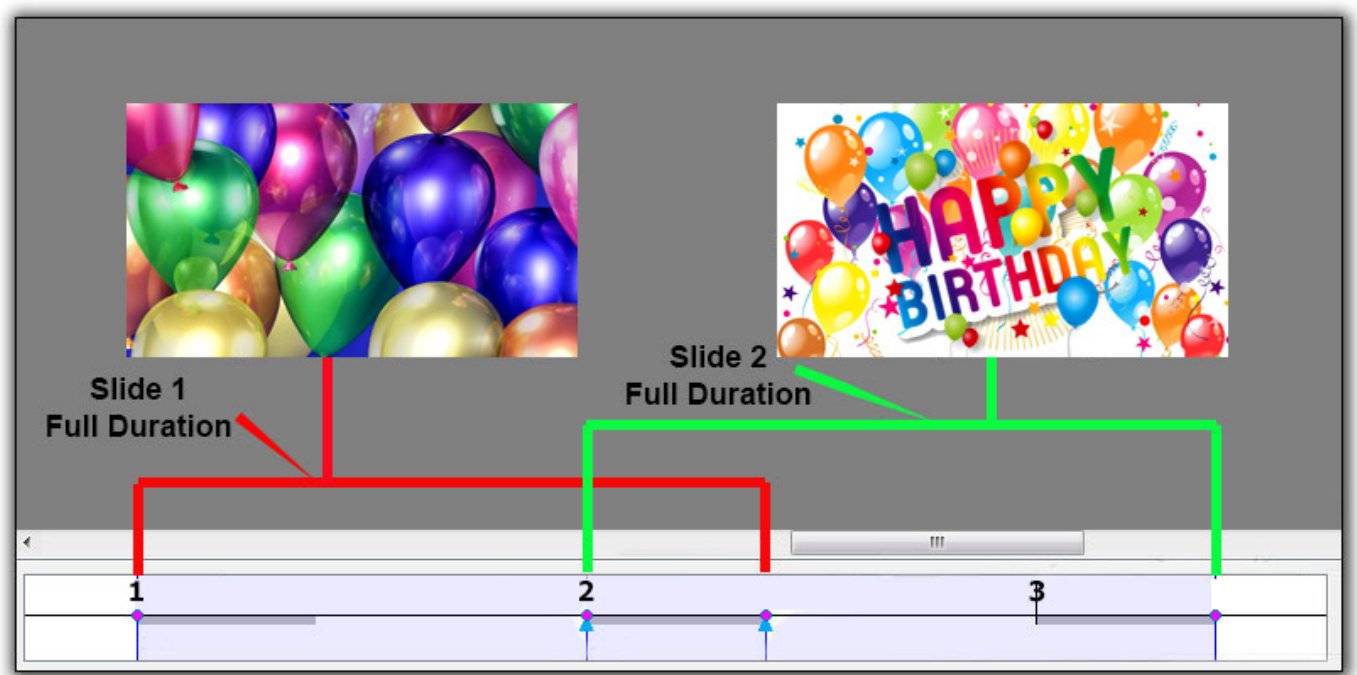 HAPPY
BIRTHDAY
Slide 1
Full Duration
Slide 2
Full Duration
1
2
3